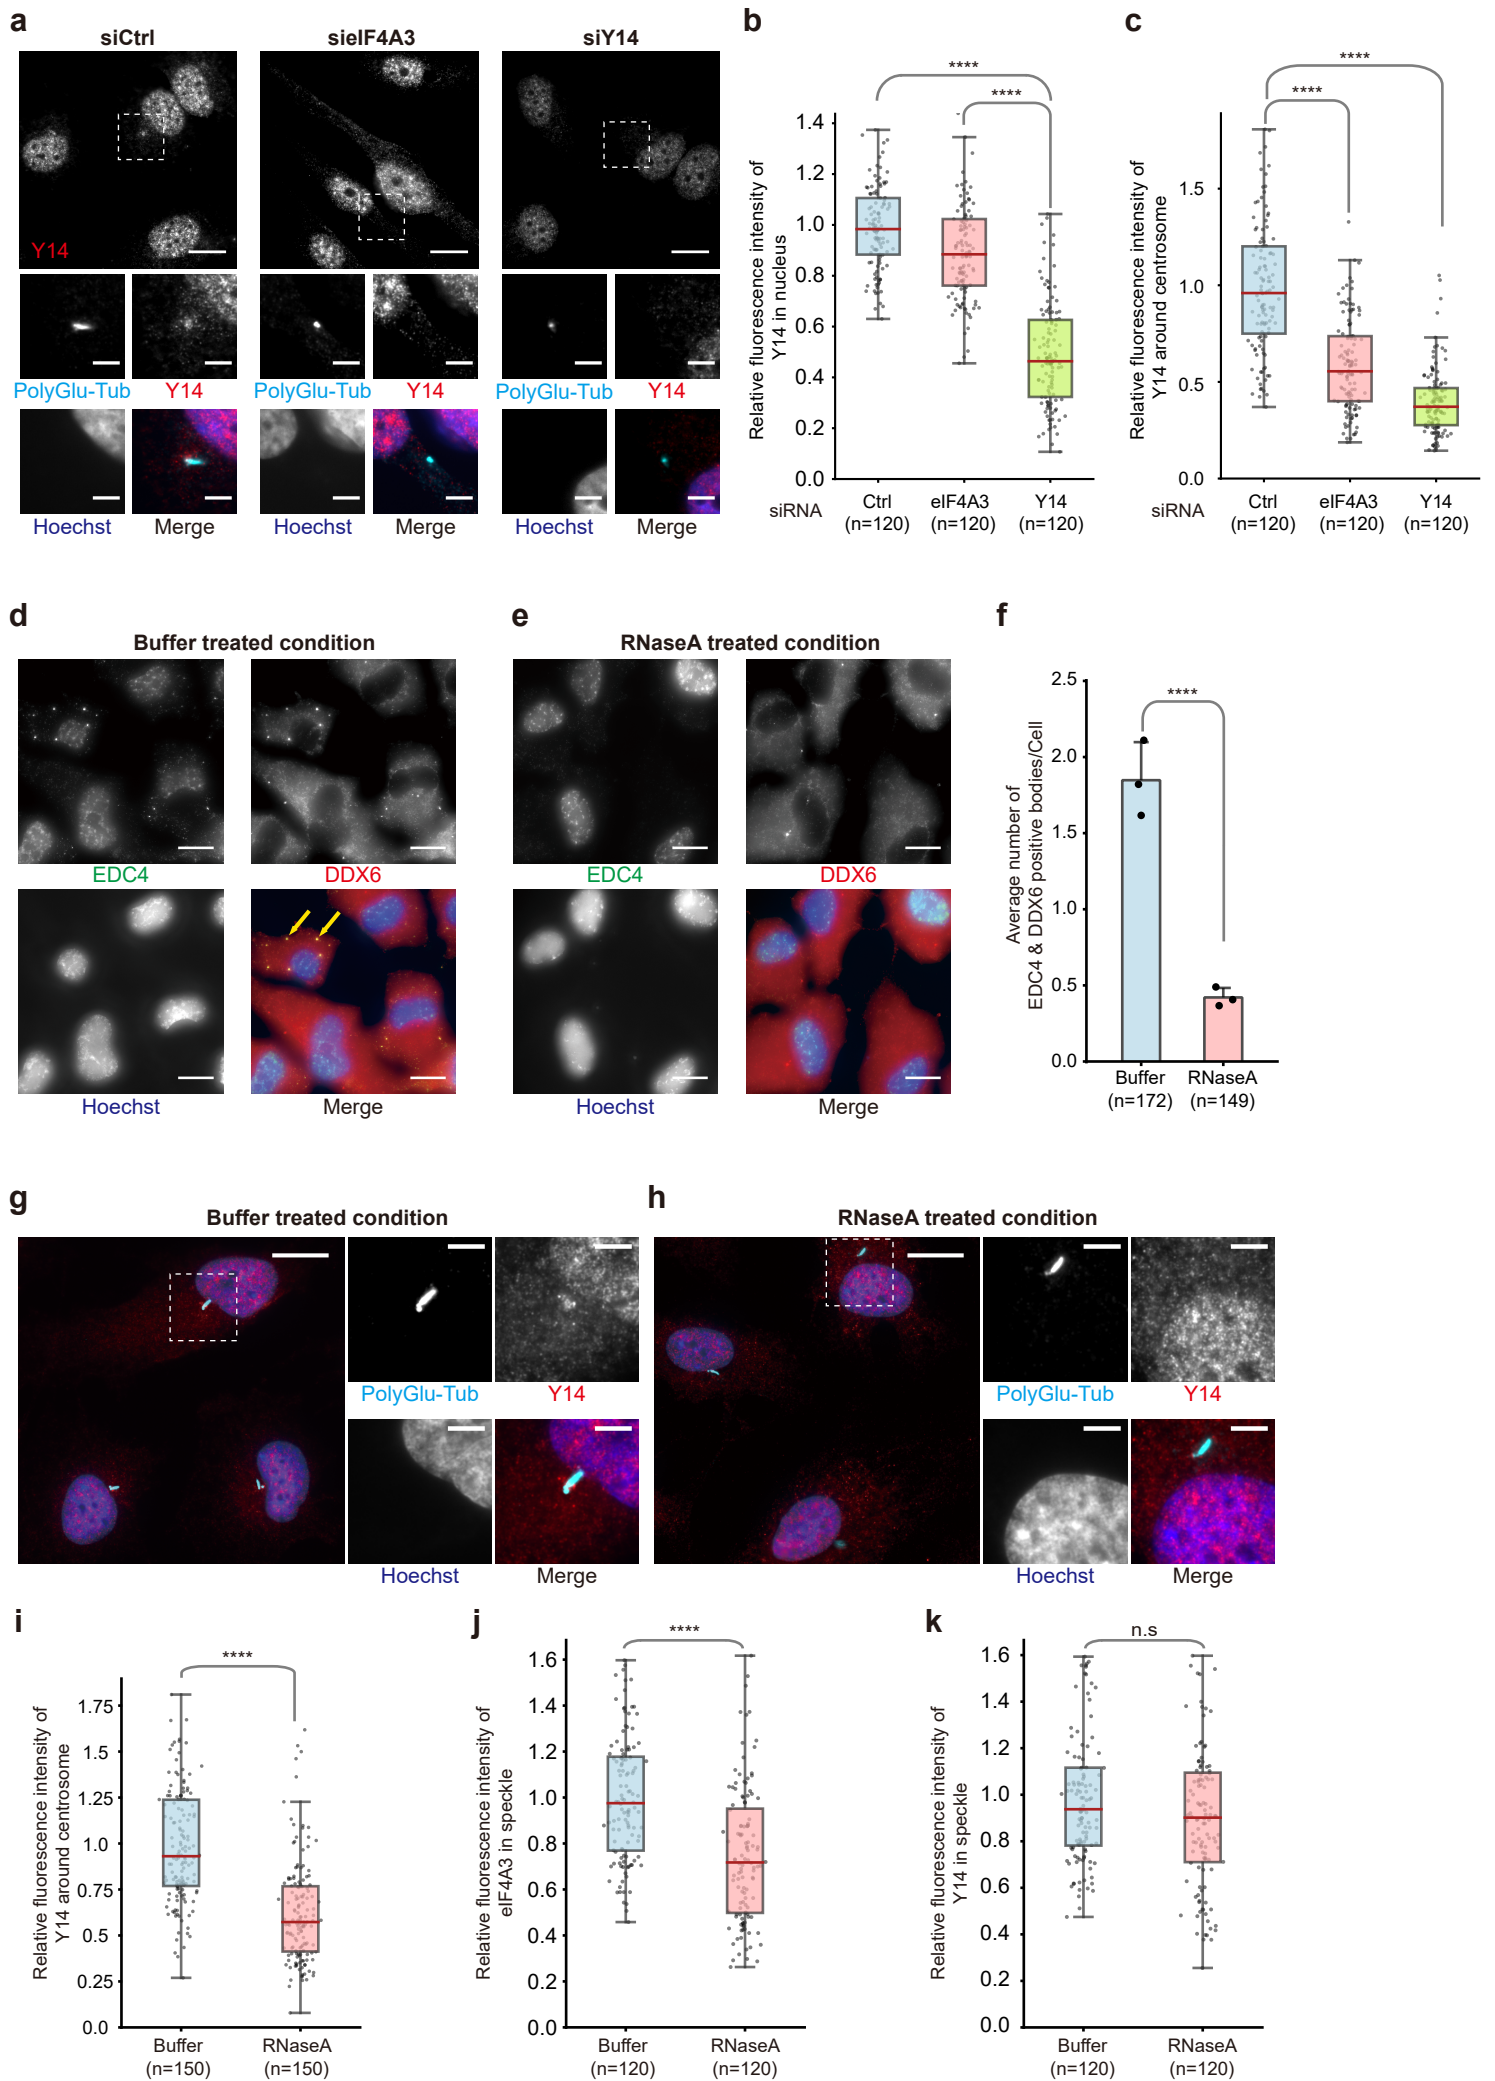 a
siCtrl
sieIF4A3
siY14
Y14
PolyGlu-Tub
Y14
PolyGlu-Tub
Y14
PolyGlu-Tub
Y14
Hoechst
Merge
Hoechst
Merge
Hoechst
Merge
b
****
****
Relative fluorescence intensity of
Y14 in nucleus
1.4
1.2
1.0
0.8
0.6
0.4
0.2
0.0
siRNA
Ctrl
(n=120)
eIF4A3
(n=120)
Y14
(n=120)
c
****
****
Relative fluorescence intensity of
Y14 around centrosome
1.5
1.0
0.5
0.0
siRNA
Ctrl
(n=120)
eIF4A3
(n=120)
Y14
(n=120)
d
Buffer treated condition
EDC4
DDX6
Hoechst
Merge
e
RNaseA treated condition
EDC4
DDX6
Hoechst
Merge
f
****
Average number of
EDC4 & DDX6 positive bodies/Cell
2.5
2.0
1.5
1.0
0.5
0.0
Buffer
(n=172)
RNaseA
(n=149)
g
Buffer treated condition
PolyGlu-Tub
Y14
Hoechst
Merge
h
RNaseA treated condition
PolyGlu-Tub
Y14
Hoechst
Merge
i
****
Relative fluorescence intensity of
Y14 around centrosome
1.75
1.5
1.25
1.0
0.75
0.5
0.25
0.0
Buffer
(n=150)
RNaseA
(n=150)
j
****
Relative fluorescence intensity of
eIF4A3 in speckle
1.6
1.4
1.2
1.0
0.8
0.6
0.4
0.2
0.0
Buffer
(n=120)
RNaseA
(n=120)
k
n.s
Relative fluorescence intensity of
Y14 in speckle
1.6
1.4
1.2
1.0
0.8
0.6
0.4
0.2
0.0
Buffer
(n=120)
RNaseA
(n=120)